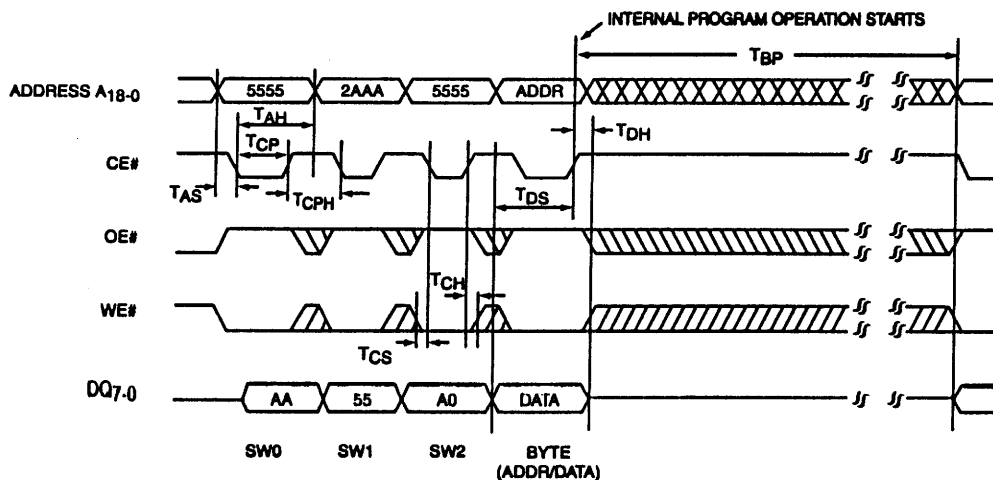 INTERNAL PROGRAM OPERATION STARTS
TBP
ADDRESS A18-0
5555
2AAA
5555
ADDR
TAH
TDH
TCP
CE#
TAS
TCPH
TDS
OE#
TCH
WE#
TCS
DQ7-0
AA
55
A0
DATA
SW0
SW1
SW2
BYTE
(ADDR/DATA)